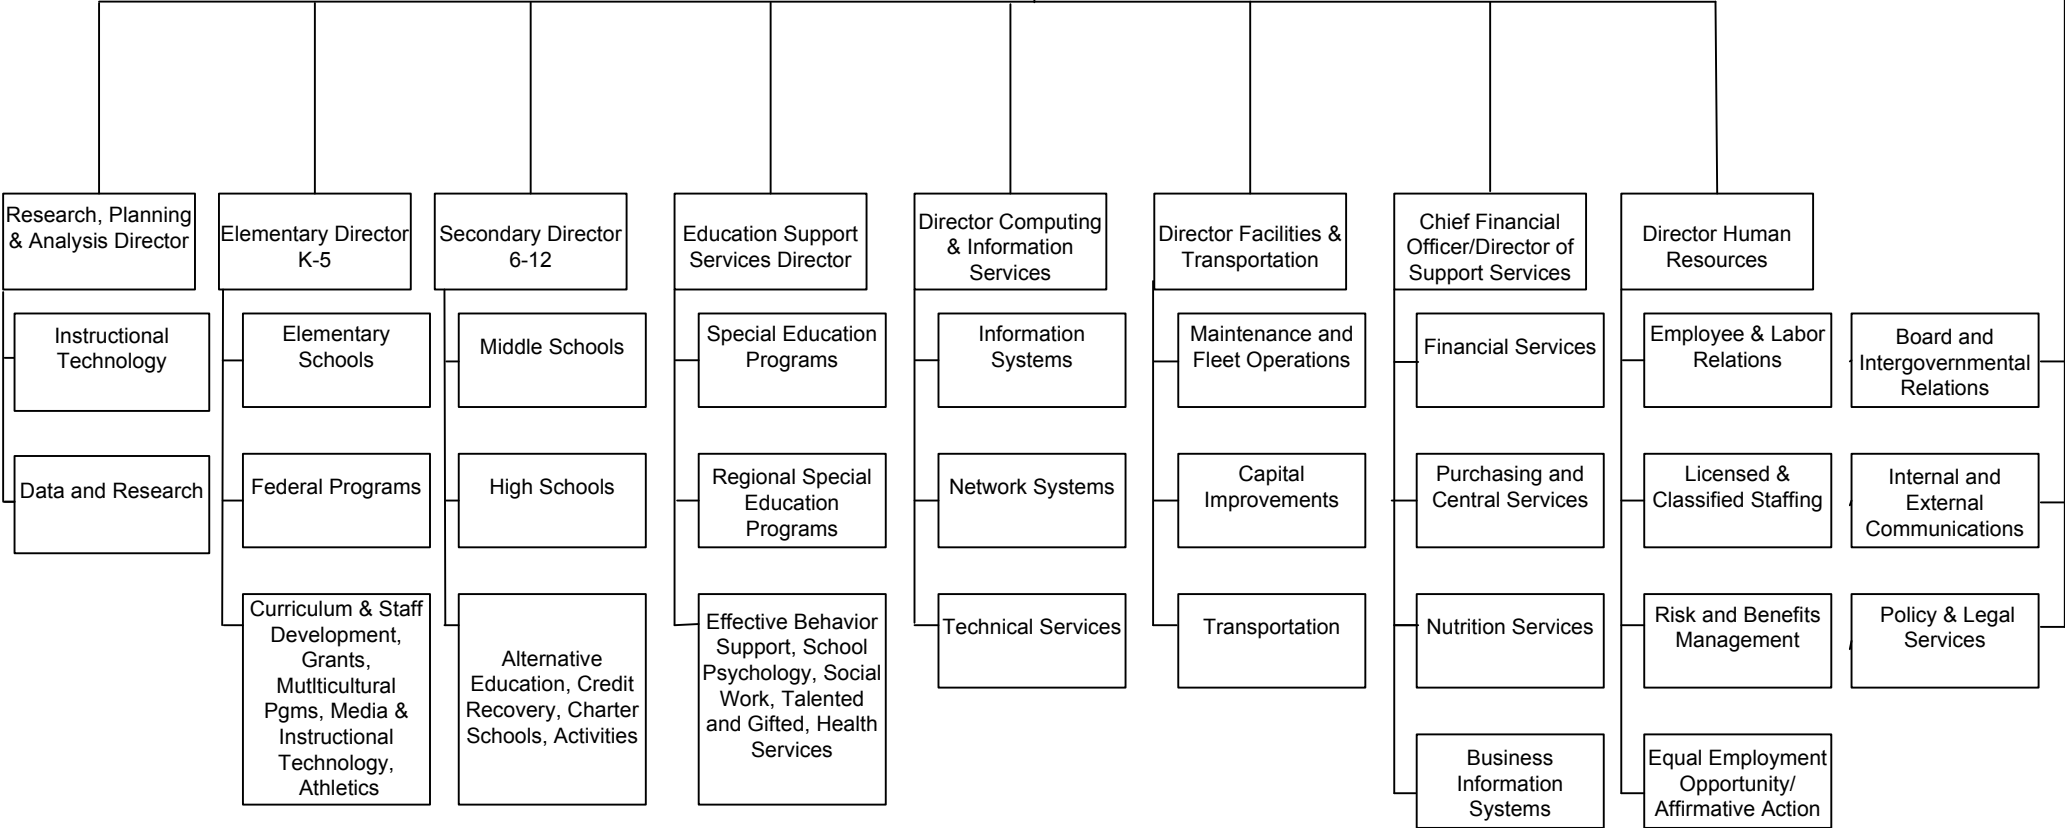 Research, Planning
& Analysis Director
Elementary Director
K-5
Secondary Director
6-12
Education Support
Services Director
Director Computing
& Information
Services
Director Facilities &
Transportation
Chief Financial
Officer/Director of
Support Services
Director Human
Resources
Instructional
Technology
Elementary
Schools
Middle Schools
Special Education
Programs
Information
Systems
Maintenance and
Fleet Operations
Financial Services
Employee & Labor
Relations
Board and
Intergovernmental
Relations
Data and Research
Federal Programs
High Schools
Regional Special
Education
Programs
Network Systems
Capital
Improvements
Purchasing and
Central Services
Licensed &
Classified Staffing
Internal and
External
Communications
Curriculum & Staff
Development,
Grants,
Mutlticultural
Pgms, Media &
Instructional
Technology,
Athletics
Alternative
Education, Credit
Recovery, Charter
Schools, Activities
Effective Behavior
Support, School
Psychology, Social
Work, Talented
and Gifted, Health
Services
Technical Services
Transportation
Nutrition Services
Risk and Benefits
Management
Policy & Legal
Services
Business
Information
Systems
Equal Employment
Opportunity/
Affirmative Action